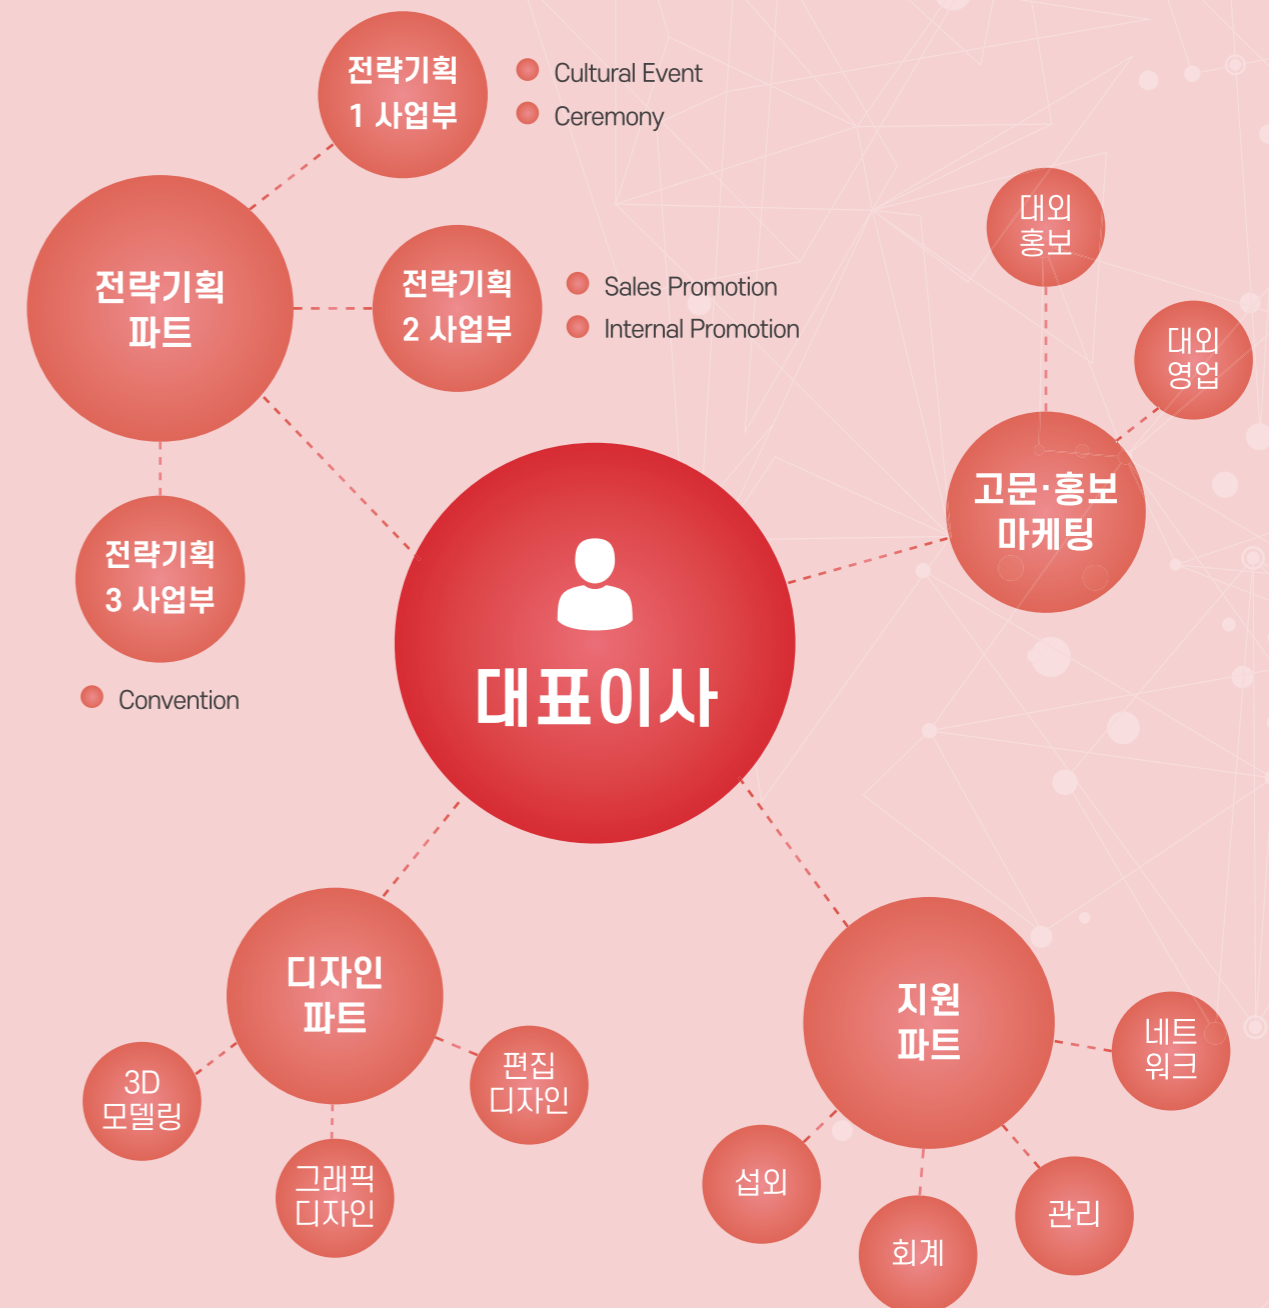 전략기획
1 사업부
Cultural Event
Ceremony
전략기획
파트
전략기획
2 사업부
Sales Promotion
Internal Promotion
전략기획
3 사업부
Convention
대외
홍보
대외
영업
고문·홍보
마케팅
대표이사
디자인
파트
3D
모델링
그래픽
디자인
편집
디자인
지원
파트
네트
워크
섭외
회계
관리